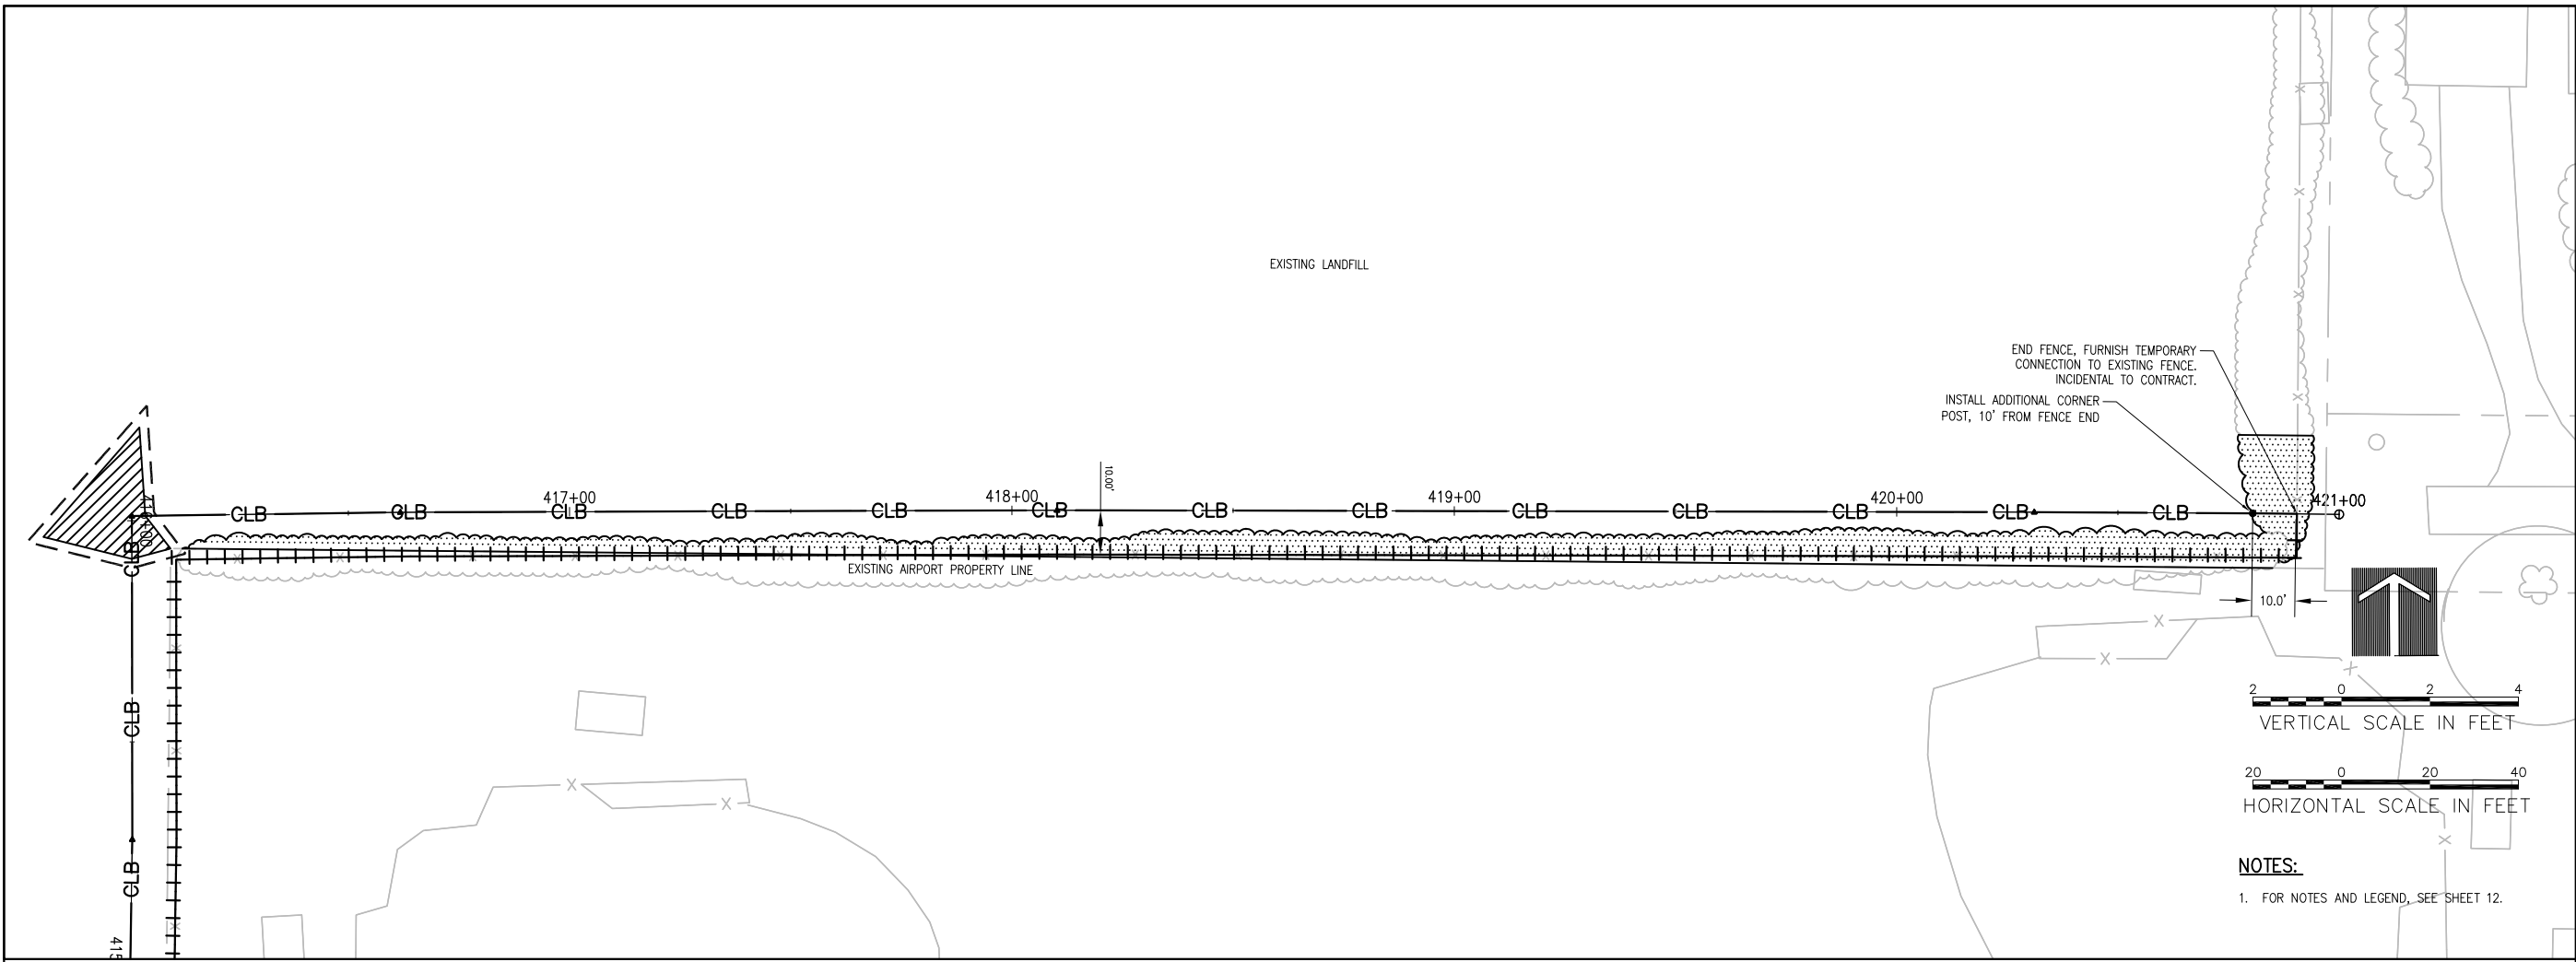 EXISTING LANDFILL
END FENCE, FURNISH TEMPORARY
CONNECTION TO EXISTING FENCE.
INCIDENTAL TO CONTRACT.
INSTALL ADDITIONAL CORNER
POST, 10' FROM FENCE END
417+00
418+00
419+00
420+00
421+00
10.00'
416+00
CLB CLB CLB CLB CLB CLB CLB CLB CLB CLB CLB CLB CLB
EXISTING AIRPORT PROPERTY LINE
CLB
CLB
CLB
415
10.0'
2 0 2 4
VERTICAL SCALE IN FEET
20 0 20 40
HORIZONTAL SCALE IN FEET
NOTES:
1. FOR NOTES AND LEGEND, SEE SHEET 12.